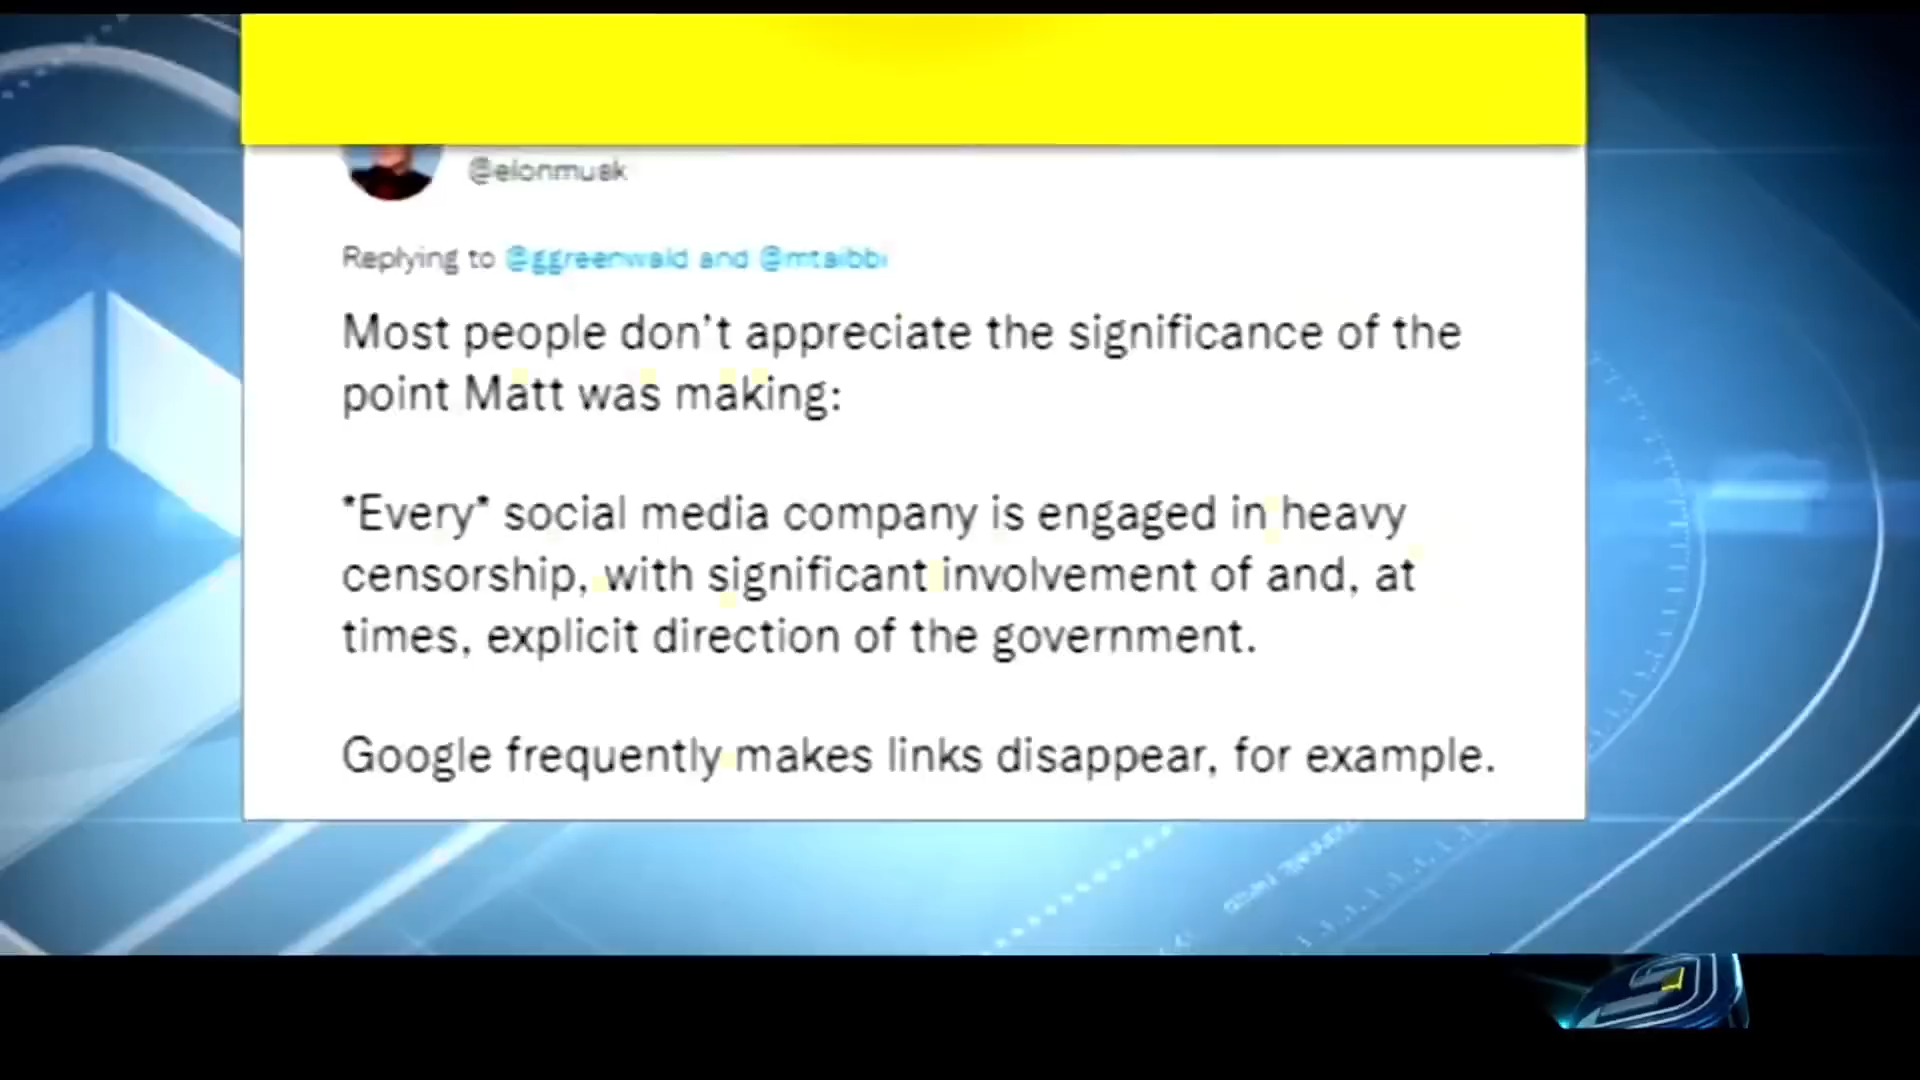 @elonmusk
Replying to @ggreenwald and @mtaibbi
Most people don't appreciate the significance of the
point Matt was making:
*Every* social media company is engaged in heavy
censorship, with significant involvement of and, at
times, explicit direction of the government.
Google frequently makes links disappear, for example.